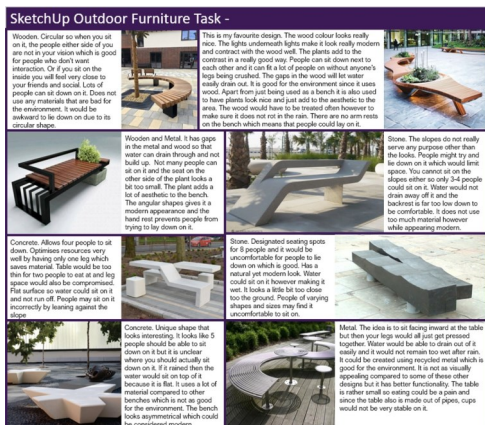 SketchUp Outdoor Furniture Task -
Wooden. Circular so when you sit
on it, the people either side of you
are not in your vision which is good
for people who don't want
interaction. Or if you sit on the
inside you will feel very close to
your friends and social. Lots of
people can sit down on it. Does not
use any materials that are bad for
the environment. It would be
awkward to lie down on due to its
circular shape.
This is my favourite design. The wood colour looks really
nice. The lights underneath lights make it look really modern
and contrast with the wood well. The plants add to the
contrast in a really good way. People can sit down next to
each other and it can fit a lot of people on without anyone's
legs being crushed. The gaps in the wood will let water
easily drain out. It is good for the environment since it uses
wood. Apart from just being used as a bench it is also used
to have plants look nice and just add to the aesthetic to the
area. The wood would have to be treated often however to
make sure it does not rot in the rain. There are no arm rests
on the bench which means that people could lay on it.
Wooden and Metal. It has gaps
in the metal and wood so that
water can drain through and not
build up. Not many people can
sit on it and the seat on the
other side of the plant looks a
bit too small. The plant adds a
lot of aesthetic to the bench.
The angular shapes gives it a
modern appearance and the
hand rest prevents people from
trying to lay down on it.
Stone. The slopes do not really
serve any purpose other than
the looks. People might try and
lie down on it which would limit
space. You cannot sit on the
slopes either so only 3-4 people
could sit on it. Water would not
drain away off it and the
backrest is far too low down to
be comfortable. It does not use
too much material however
while appearing modern.
Concrete. Allows four people to sit
down. Optimises resources very
well by having only one leg which
saves material. Table would be too
thin for two people to eat at and leg
space would also be compromised.
Flat surface so water could sit on it
and not run off. People may sit on it
incorrectly by leaning against the
slope
Stone. Designated seating spots
for 8 people and it would be
uncomfortable for people to lie
down on which is good. Has a
natural yet modern look. Water
could sit on it however making it
wet. It looks a little bit too close
too the ground. People of varying
shapes and sizes may find it
uncomfortable to sit on.
Concrete. Unique shape that
looks interesting. It looks like 5
people should be able to sit
down on it but it is unclear
where you should actually sit
down on it. If it rained then the
water would sit on top of it
because it is flat. It uses a lot of
material compared to other
benches which is not as good
for the environment. The bench
looks asymmetrical which could
be considered modern
Metal. The idea is to sit facing inward at the table
but then your legs would all just get pressed
together. Water would be able to drain out of it
easily and it would not remain too wet after rain.
It could be created using recycled metal which is
good for the environment. It is not as visually
appealing compared to some of these other
designs but it has better functionality. The table
is rather small so eating could be a pain and
since the table also is made out of pipes, cups
would not be very stable on it.